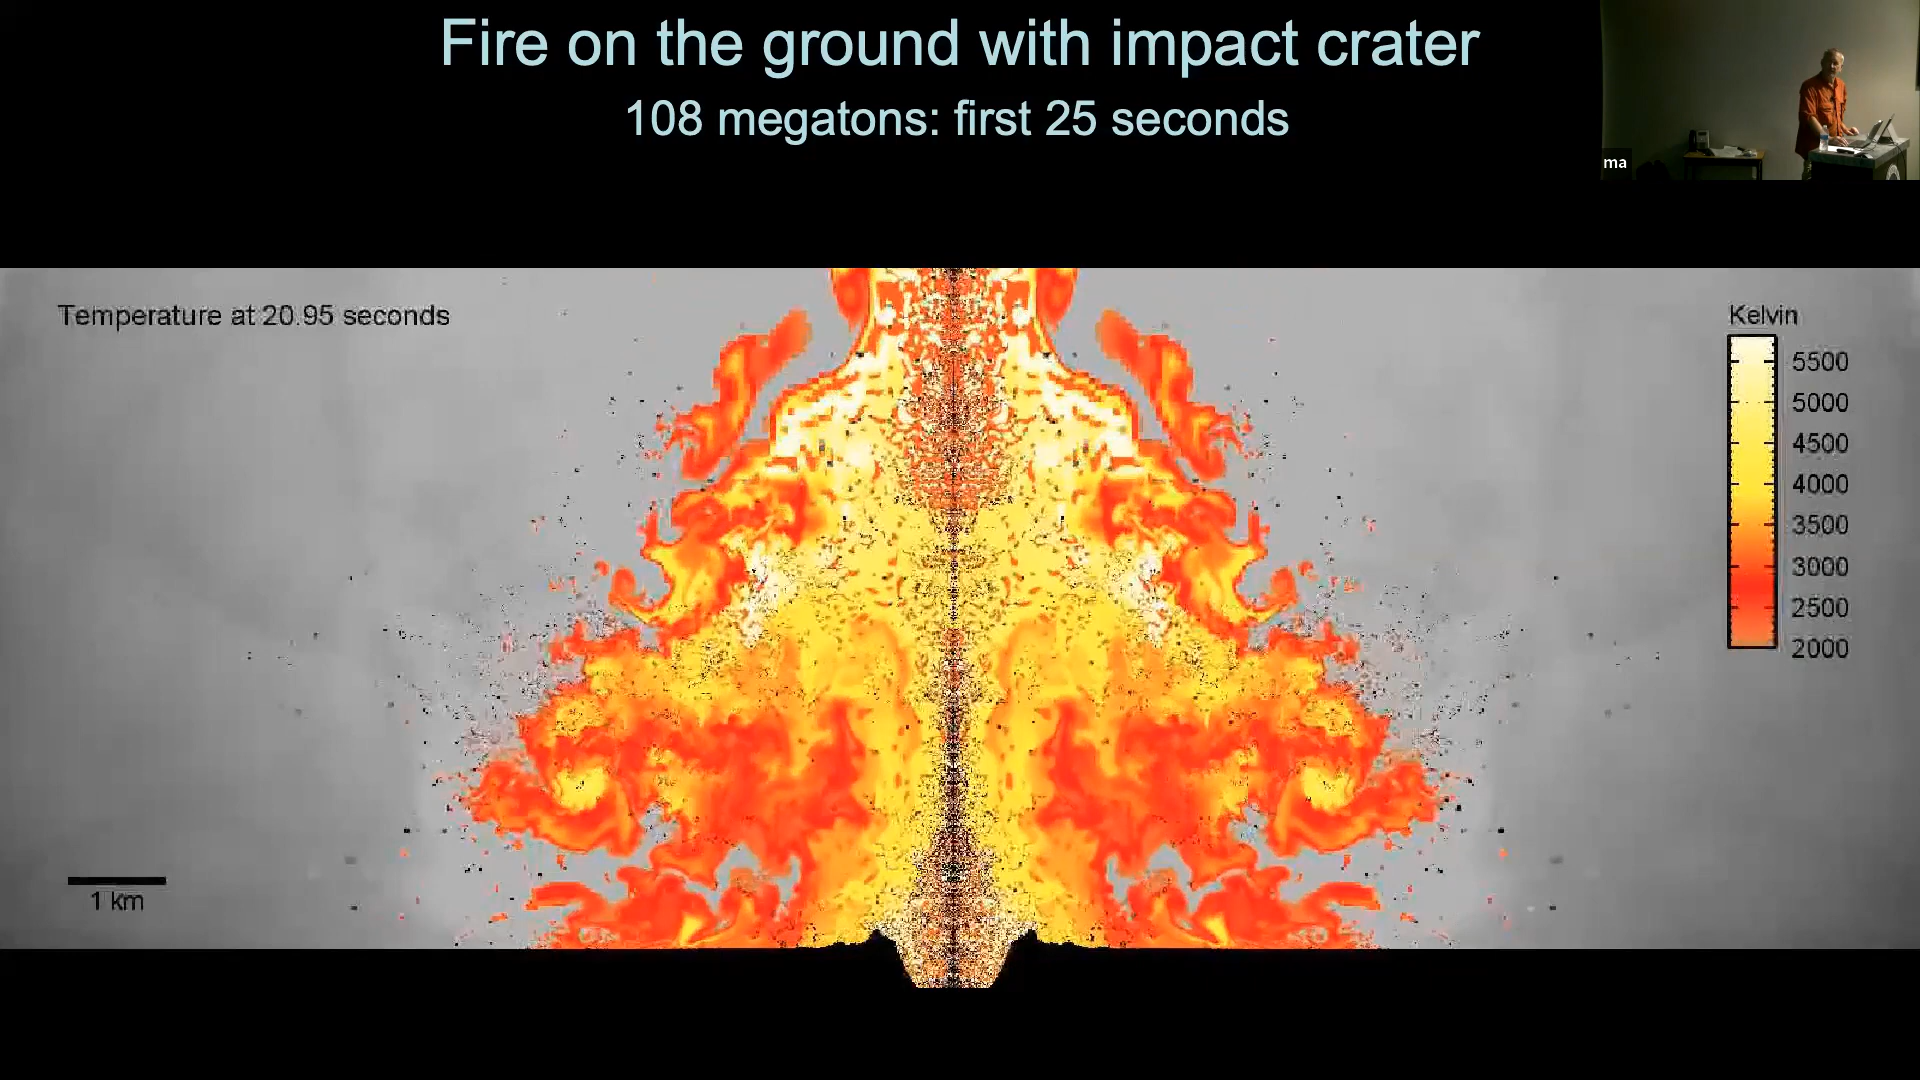 Fire on the ground with impact crater
108 megatons: first 25 seconds
ma
Temperature at 20.95 seconds
Kelvin
5500
5000
4500
4000
3500
3000
2500
2000
1 km